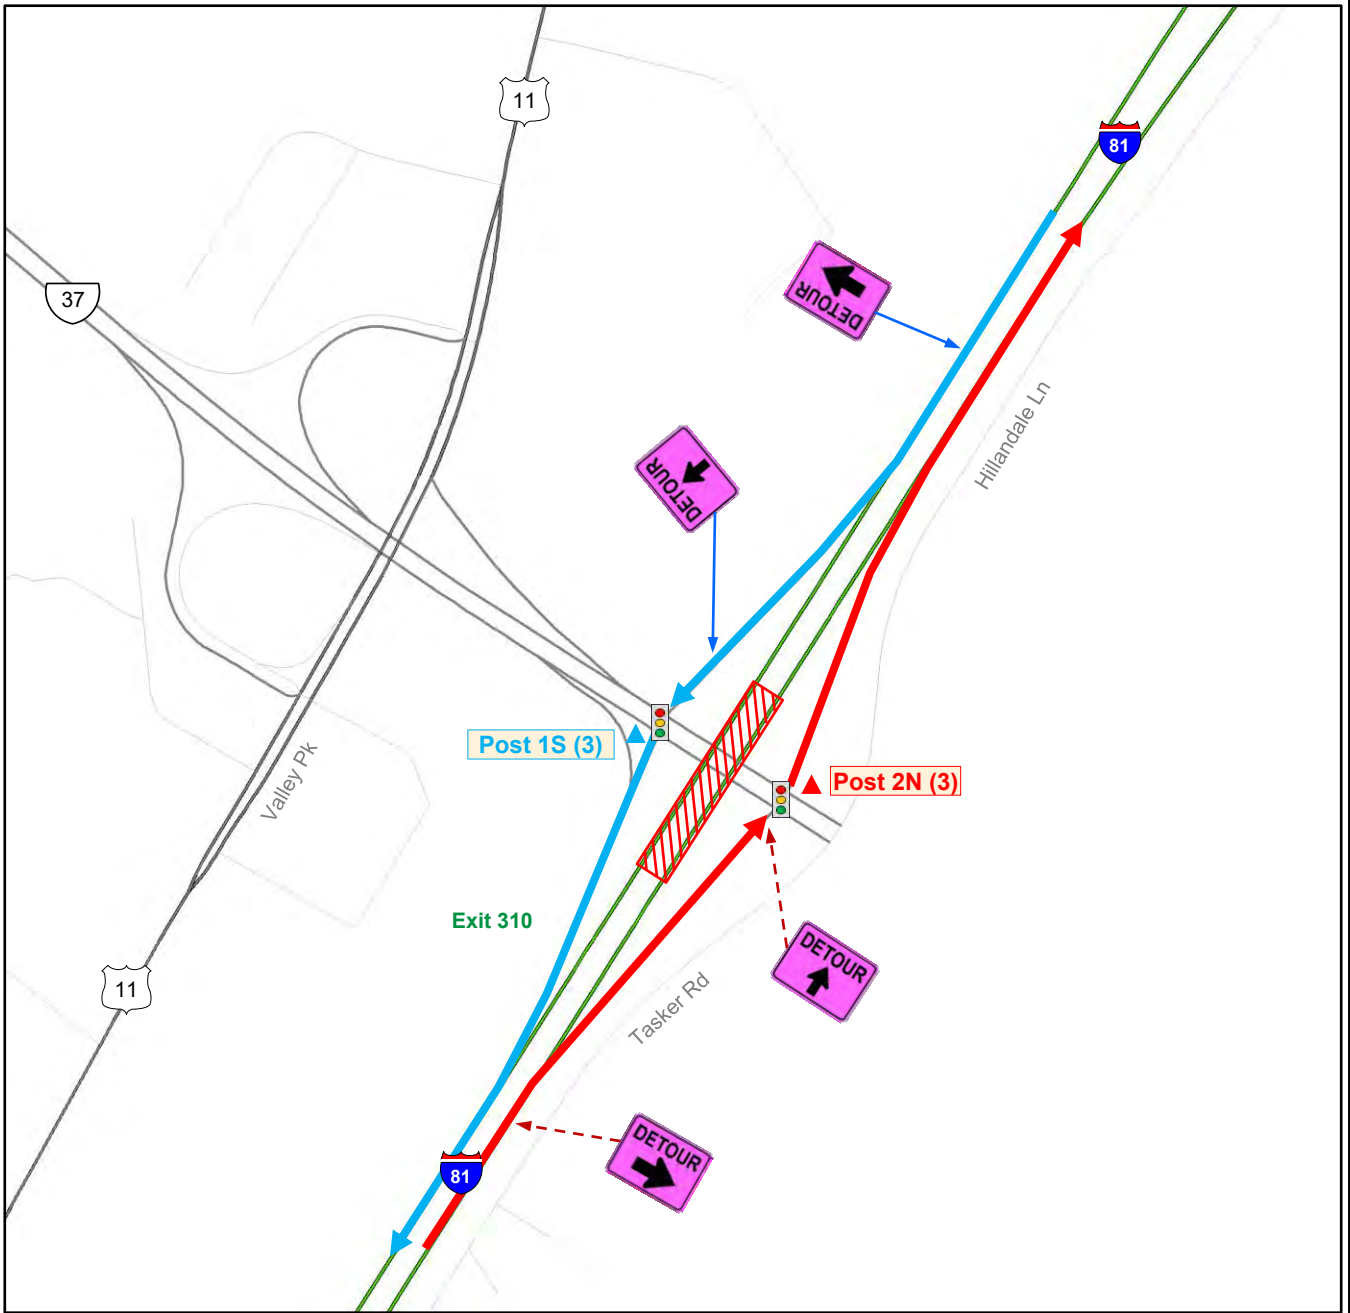 11
81
37
DETOUR
Hillandale Ln
DETOUR
Post 1S (3)
Post 2N (3)
Valley Pk
Exit 310
DETOUR
11
Tasker Rd
DETOUR
81